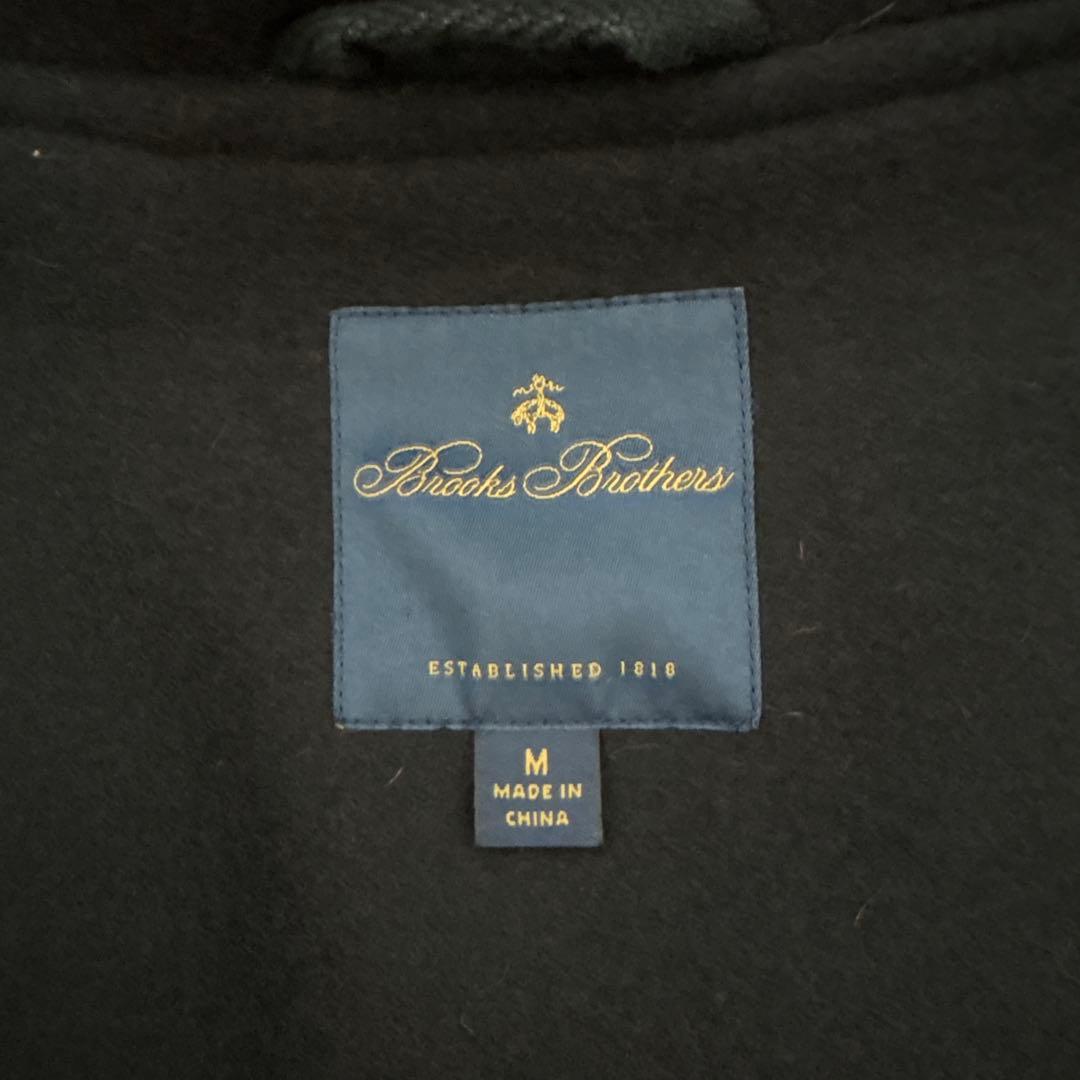 Brooks Brothers
ESTABLISHED 1818
M
MADE IN
CHINA